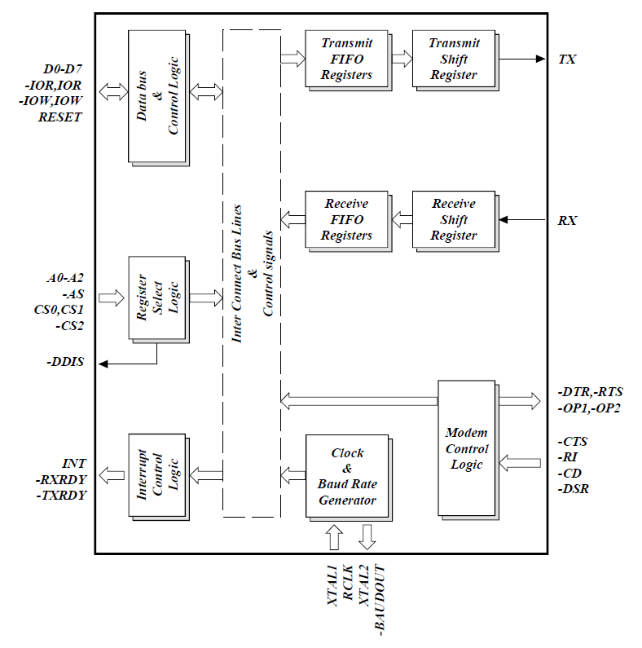 D0-D7
-IOR,IOR
-IOW,IOW
RESET
Data bus
&
Control Logic
Transmit
FIFO
Registers
Transmit
Shift
Register
TX
Receive
FIFO
Registers
Receive
Shift
Register
RX
Inter Connect Bus Lines
&
Control signals
A0-A2
-AS
CS0,CS1
-CS2
Register
Select
Logic
-DDIS
-DTR,-RTS
-OP1,-OP2
Modem
Control
Logic
-CTS
-RI
-CD
-DSR
INT
-RXRDY
-TXRDY
Interrupt
Control
Logic
Clock
&
Baud Rate
Generator
XTAL1
RCLK
XTAL2
-BAUDOUT